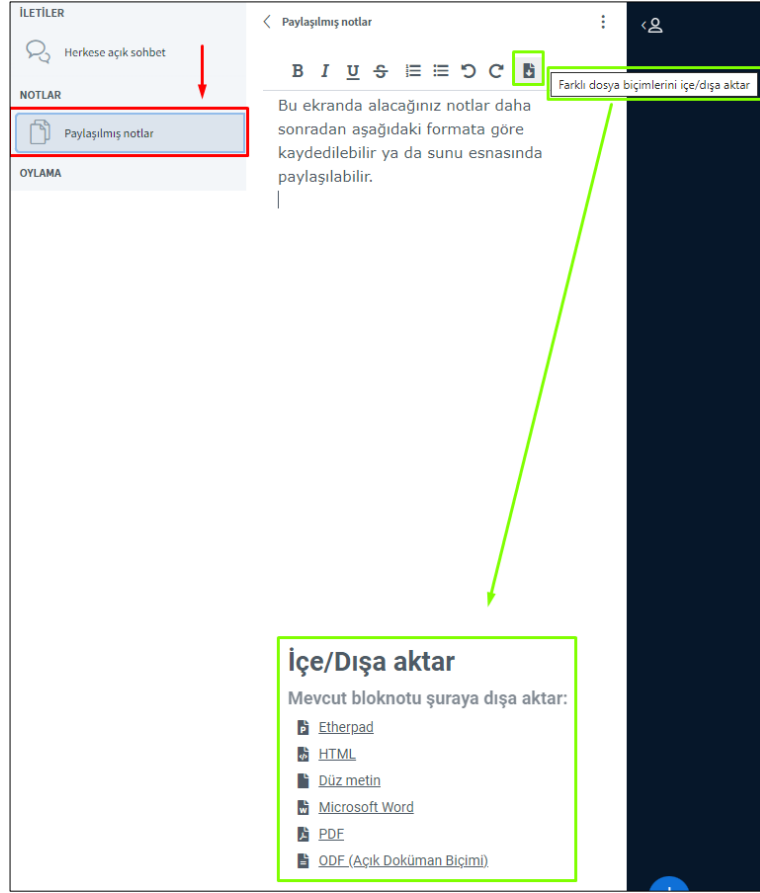 İLETİLER
Herkese açık sohbet
NOTLAR
Paylaşılmış notlar
OYLAMA
Paylaşılmış notlar
B I U S
Farklı dosya biçimlerini içe/dışa aktar
Bu ekranda alacağınız notlar daha
sonradan aşağıdaki formata göre
kaydedilebilir ya da sunu esnasında
paylaşılabilir.
İçe/Dışa aktar
Mevcut bloknotu şuraya dışa aktar:
Etherpad
HTML
Düz metin
Microsoft Word
PDF
ODF (Açık Doküman Biçimi)